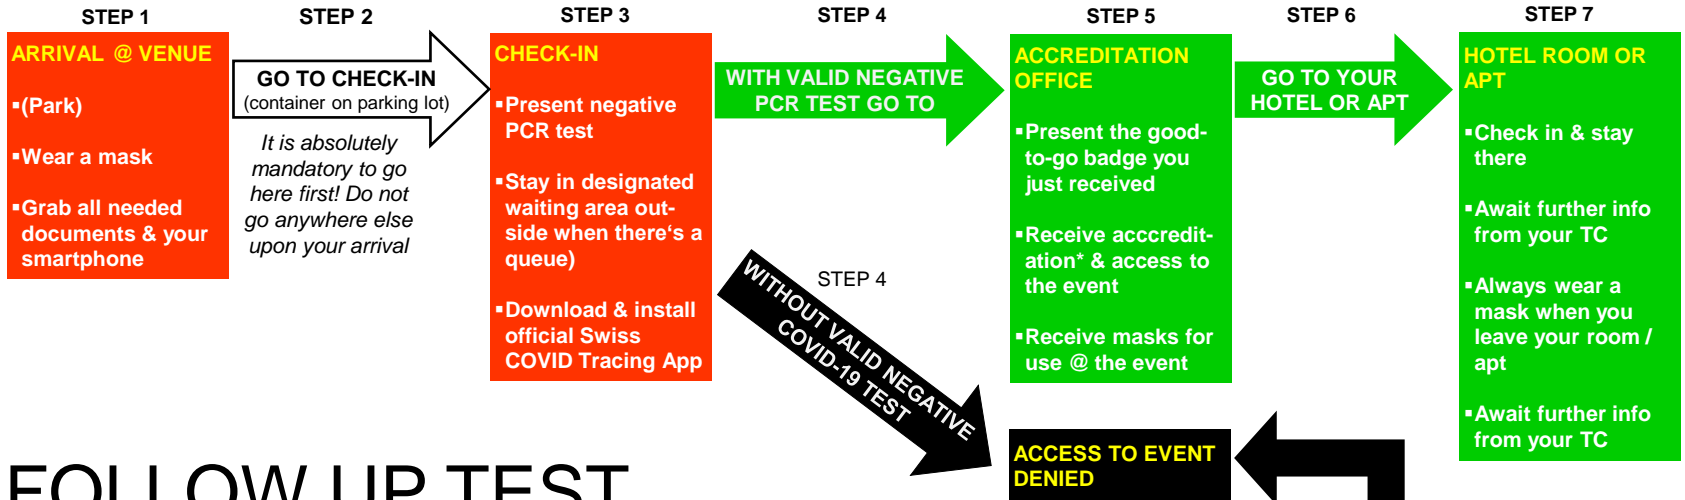 STEP 1
ARRIVAL @ VENUE
▪(Park)
▪Wear a mask
▪Grab all needed
documents & your
smartphone
STEP 2
GO TO CHECK-IN
(container on parking lot)
It is absolutely
mandatory to go
here first! Do not
go anywhere else
upon your arrival
STEP 3
CHECK-IN
▪Present negative
PCR test
▪Stay in designated
waiting area out-
side when there's a
queue)
▪Download & install
official Swiss
COVID Tracing App
STEP 4
WITH VALID NEGATIVE
PCR TEST GO TO
STEP 4
WITHOUT VALID NEGATIVE
COVID-19 TEST
STEP 5
ACCREDITATION
OFFICE
▪Present the good-
to-go badge you
just received
▪Receive acccredit-
ation* & access to
the event
▪Receive masks for
use @ the event
ACCESS TO EVENT
DENIED
STEP 6
GO TO YOUR
HOTEL OR APT
STEP 7
HOTEL ROOM OR
APT
▪Check in & stay
there
▪Await further info
from your TC
▪Always wear a
mask when you
leave your room /
apt
▪Await further info
from your TC
FOLLOW UP TEST